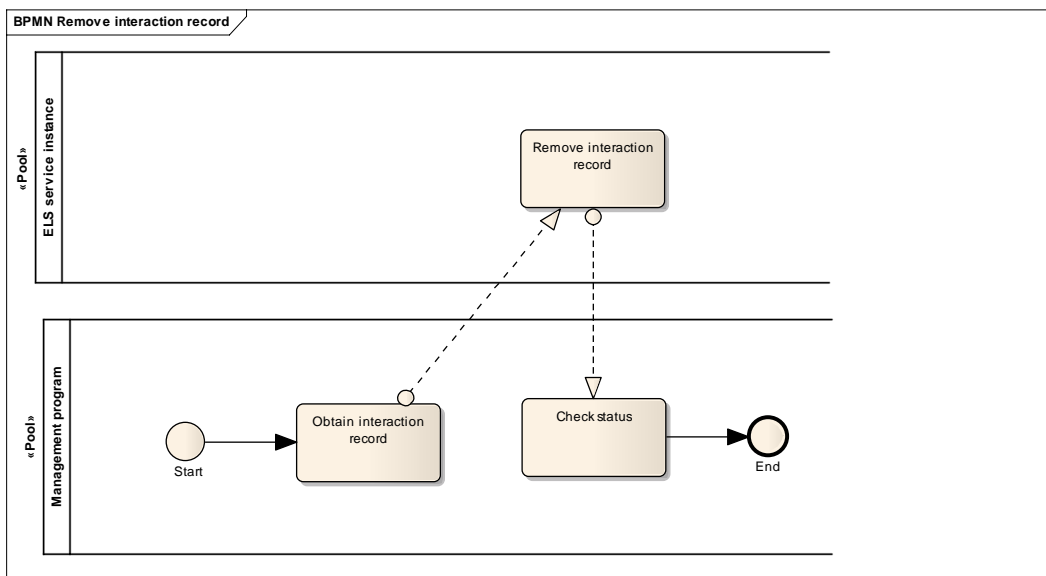 BPMN Remove interaction record
«Pool»
ELS service instance
Remove interaction
record
«Pool»
Management program
Start
Obtain interaction
record
Check status
End